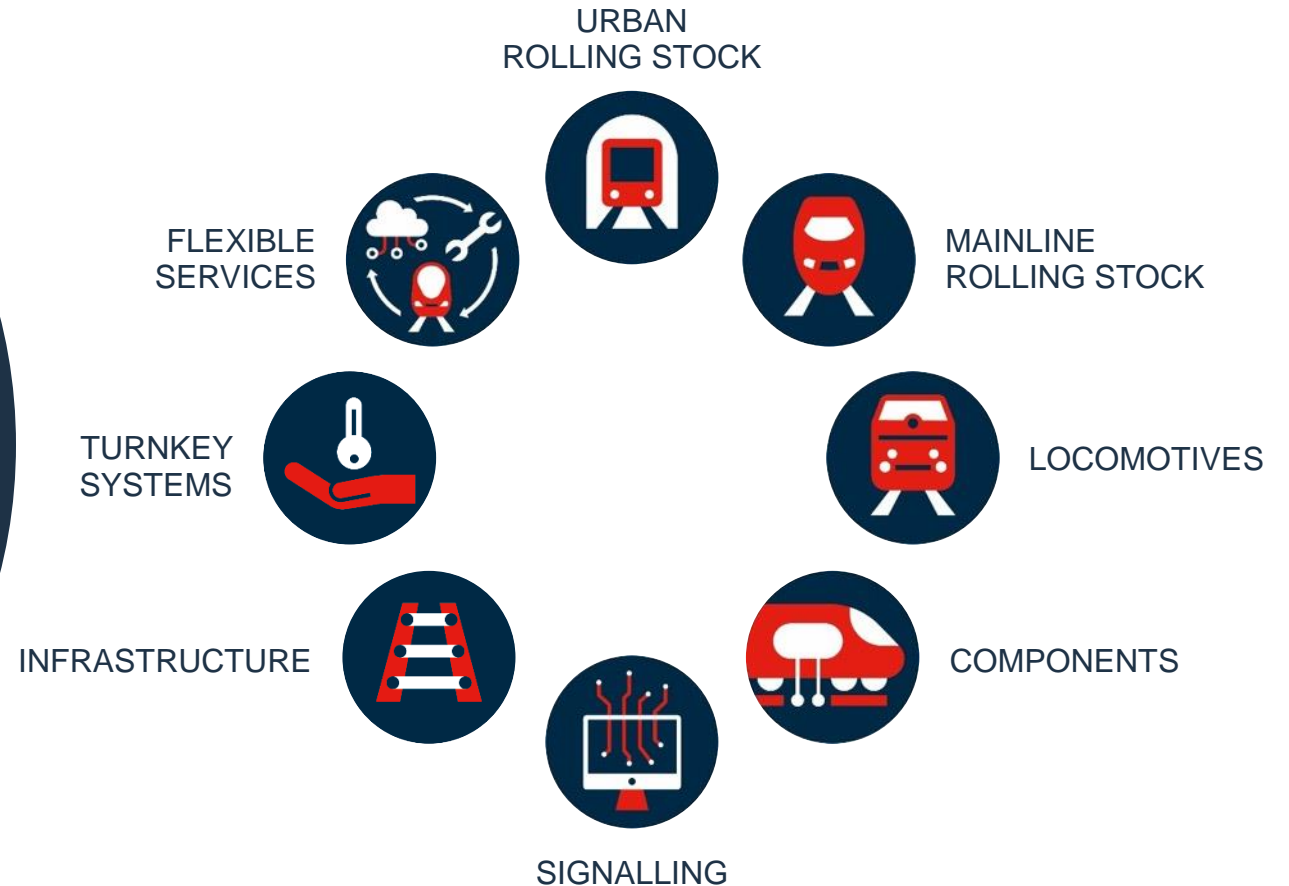 URBAN
ROLLING STOCK
MAINLINE
ROLLING STOCK
LOCOMOTIVES
COMPONENTS
SIGNALLING
INFRASTRUCTURE
TURNKEY
SYSTEMS
FLEXIBLE
SERVICES